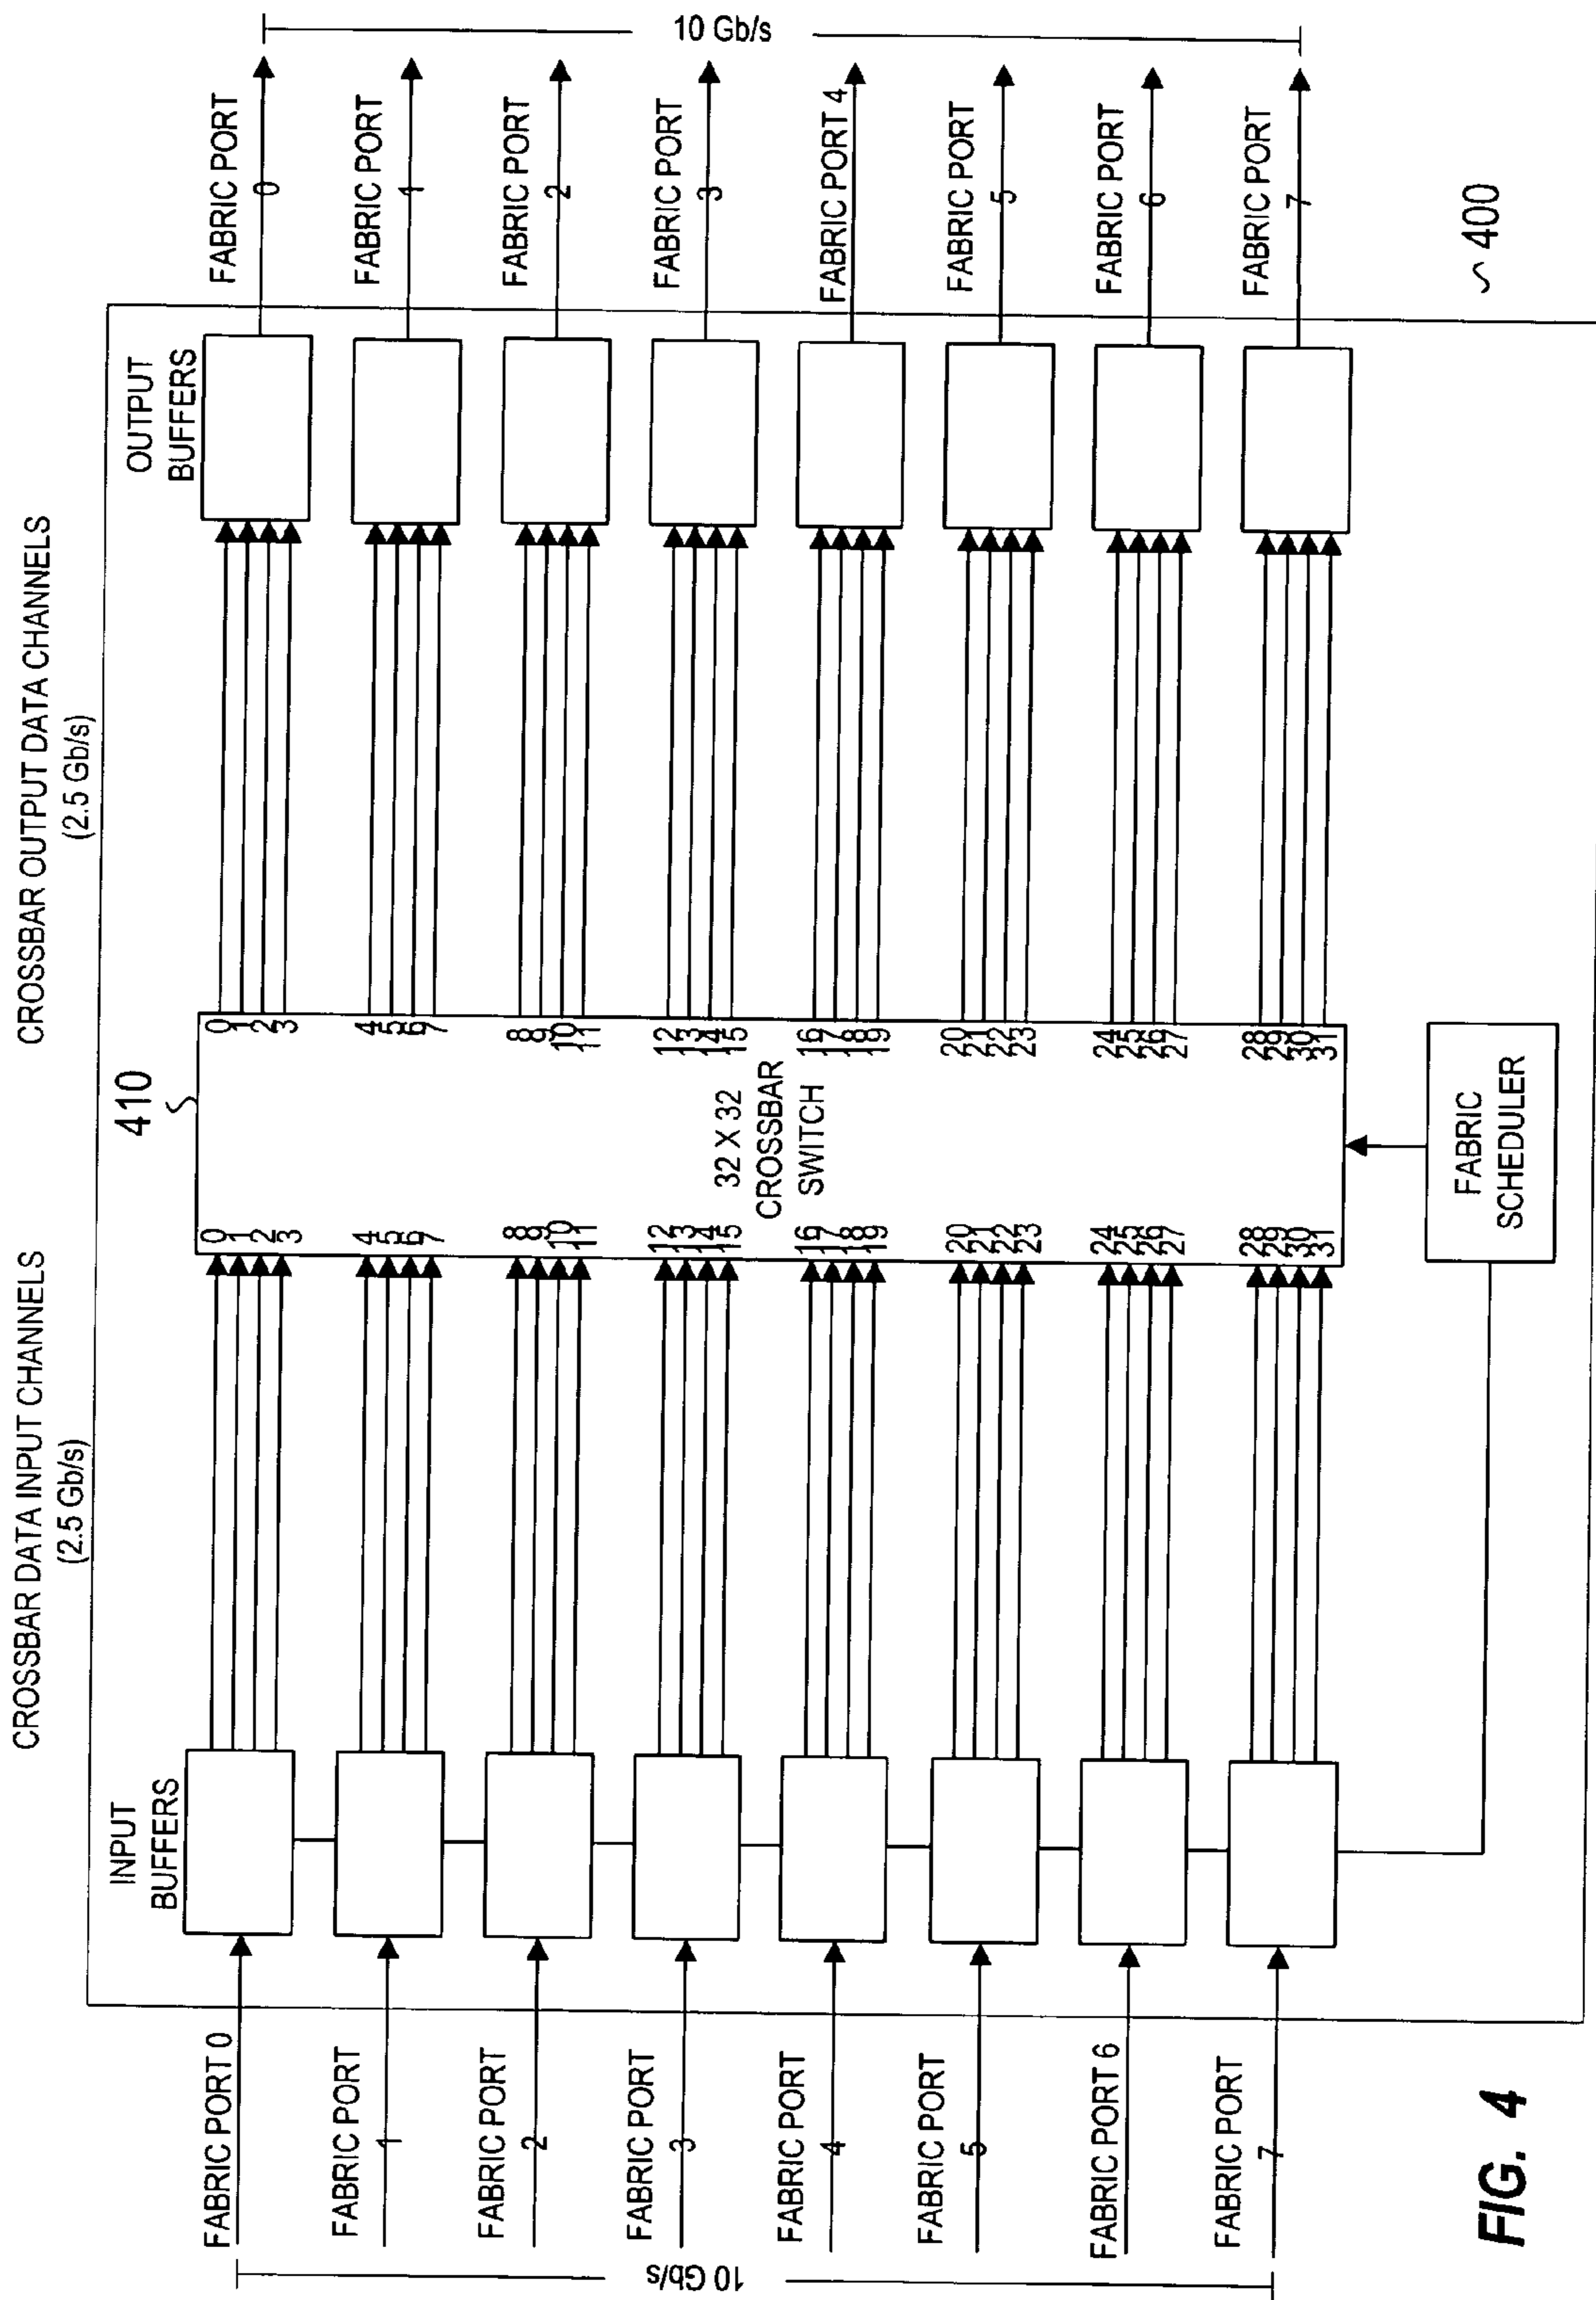 CROSSBAR DATA INPUT CHANNELS
(2.5 Gb/s)
CROSSBAR OUTPUT DATA CHANNELS
(2.5 Gb/s)
INPUT
BUFFERS
410
OUTPUT
BUFFERS
10 Gb/s
FABRIC PORT 0
FABRIC PORT
1
FABRIC PORT
2
FABRIC PORT
3
FABRIC PORT
4
FABRIC PORT
5
FABRIC PORT 6
FABRIC PORT
7
0
1
2
3
4
5
6
7
8
9
10
11
12
13
14
15
16
17
18
19
20
21
22
23
24
25
26
27
28
29
30
31
32 X 32
CROSSBAR
SWITCH
0
1
2
3
4
5
6
7
8
9
10
11
12
13
14
15
16
17
18
19
20
21
22
23
24
25
26
27
28
29
30
31
FABRIC PORT
0
FABRIC PORT
1
FABRIC PORT
2
FABRIC PORT
3
FABRIC PORT 4
FABRIC PORT
5
FABRIC PORT
6
FABRIC PORT
7
10 Gb/s
FABRIC
SCHEDULER
400
FIG. 4